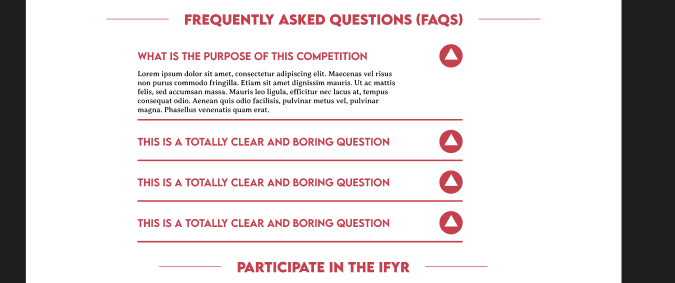 FREQUENTLY ASKED QUESTIONS (FAQS)
WHAT IS THE PURPOSE OF THIS COMPETITION
Lorem ipsum dolor sit amet, consectetur adipiscing elit. Maecenas vel risus
non purus commodo fringilla. Etiam sit amet dignissim mauris. Ut ac mattis
felis, sed accumsan massa. Mauris leo ligula, efficitur nec lacus at, tempus
consequat odio. Aenean quis odio facilisis, pulvinar metus vel, pulvinar
magna. Phasellus venenatis quam erat.
THIS IS A TOTALLY CLEAR AND BORING QUESTION
THIS IS A TOTALLY CLEAR AND BORING QUESTION
THIS IS A TOTALLY CLEAR AND BORING QUESTION
PARTICIPATE IN THE IFYR